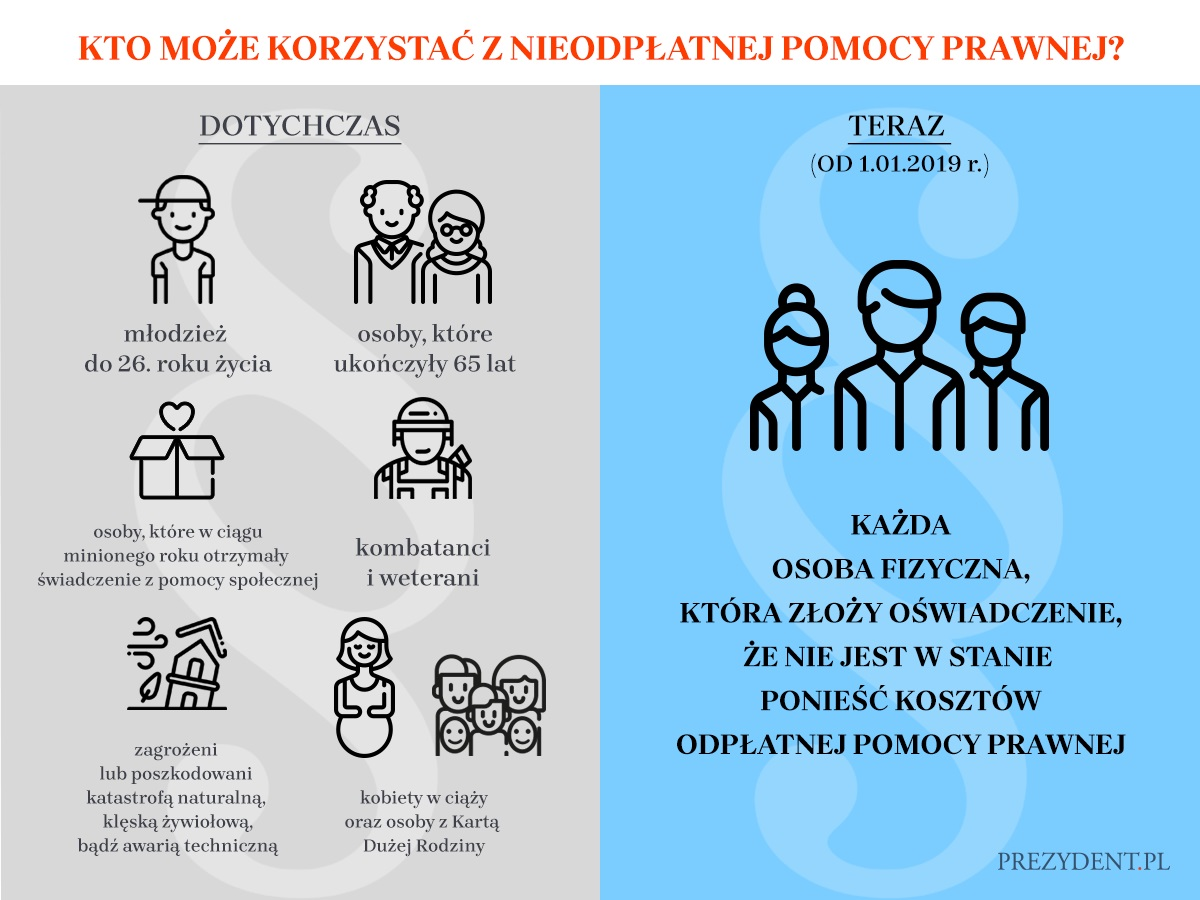 KTO MOŻE KORZYSTAĆ Z NIEODPŁATNEJ POMOCY PRAWNEJ?
DOTYCHCZAS
młodzież
do 26. roku życia
osoby, które
ukończyły 65 lat
osoby, które w ciągu
minionego roku otrzymały
świadczenie z pomocy społecznej
kombatanci
i weterani
zagrożeni
lub poszkodowani
katastrofą naturalną,
klęską żywiołową,
bądź awarią techniczną
kobiety w ciąży
oraz osoby z Kartą
Dużej Rodziny
TERAZ
(OD 1.01.2019 r.)
KAŻDA
OSOBA FIZYCZNA,
KTÓRA ZŁOŻY OŚWIADCZENIE,
ŻE NIE JEST W STANIE
PONIEŚĆ KOSZTÓW
ODPŁATNEJ POMOCY PRAWNEJ
PREZYDENT.PL